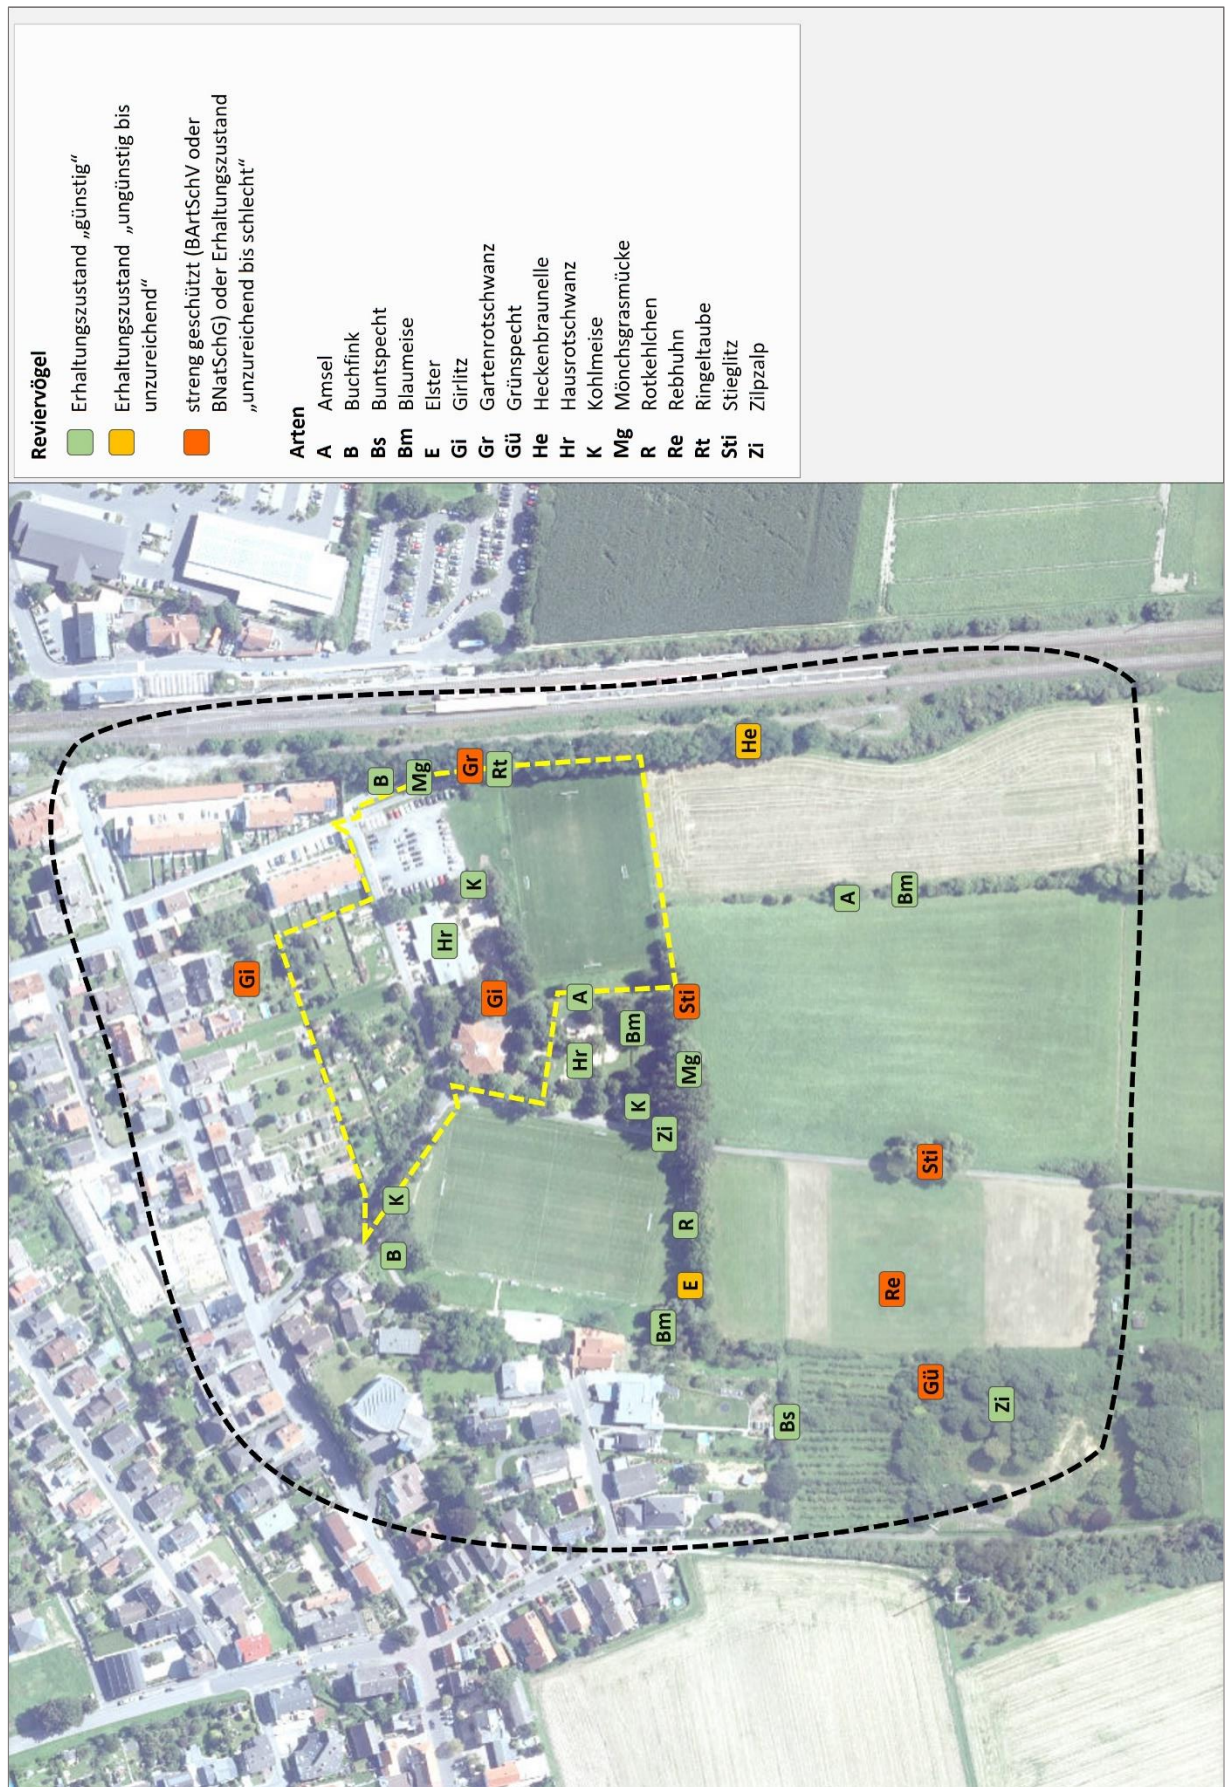 Reviervögel
Erhaltungszustand „günstig“
Erhaltungszustand „ungünstig bis
unzureichend“
streng geschützt (BArtSchV oder
BNatSchG) oder Erhaltungszustand
„unzureichend bis schlecht“
Arten
A Amsel
B Buchfink
Bs Buntspecht
Bm Blaumeise
E Elster
Gi Girlitz
Gr Gartenrotschwanz
Gü Grünspecht
He Heckenbraunelle
Hr Hausrotschwanz
K Kohlmeise
Mg Mönchsgrasmücke
R Rotkehlchen
Re Rebhuhn
Rt Ringeltaube
Sti Stieglitz
Zi Zilpzalp
Gi
B
B
K
Mg
Hr
Gr
K
Gi
Rt
Hr
A
K
Bm
Bm
Zi
E
R
Mg
Sti
He
Bs
A
Re
Bm
Gü
Sti
Zi